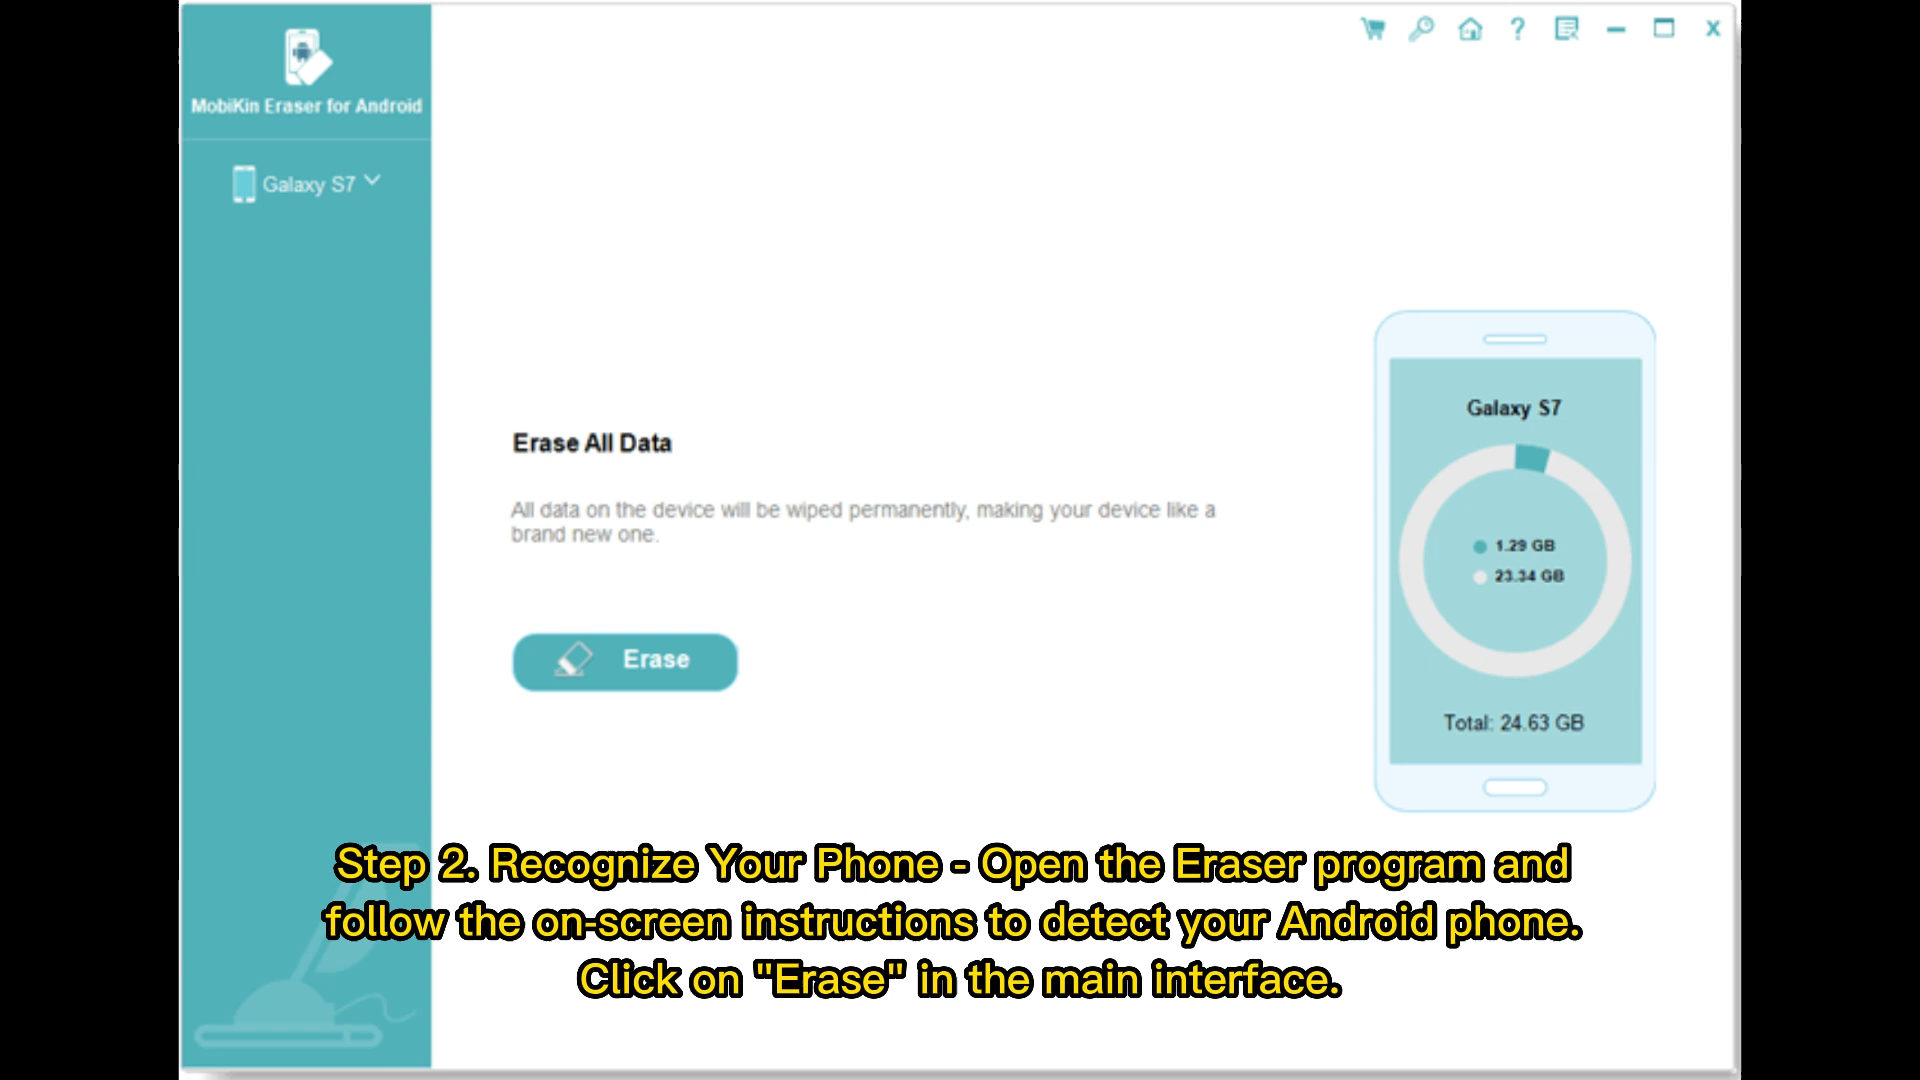 MobiKin Eraser for Android
Galaxy S7
Erase All Data
All data on the device will be wiped permanently, making your device like a
brand new one.
Erase
Galaxy S7
1.29 GB
23.34 GB
Total: 24.63 GB
Step 2. Recognize Your Phone - Open the Eraser program and
follow the on-screen instructions to detect your Android phone.
Click on "Erase" in the main interface.